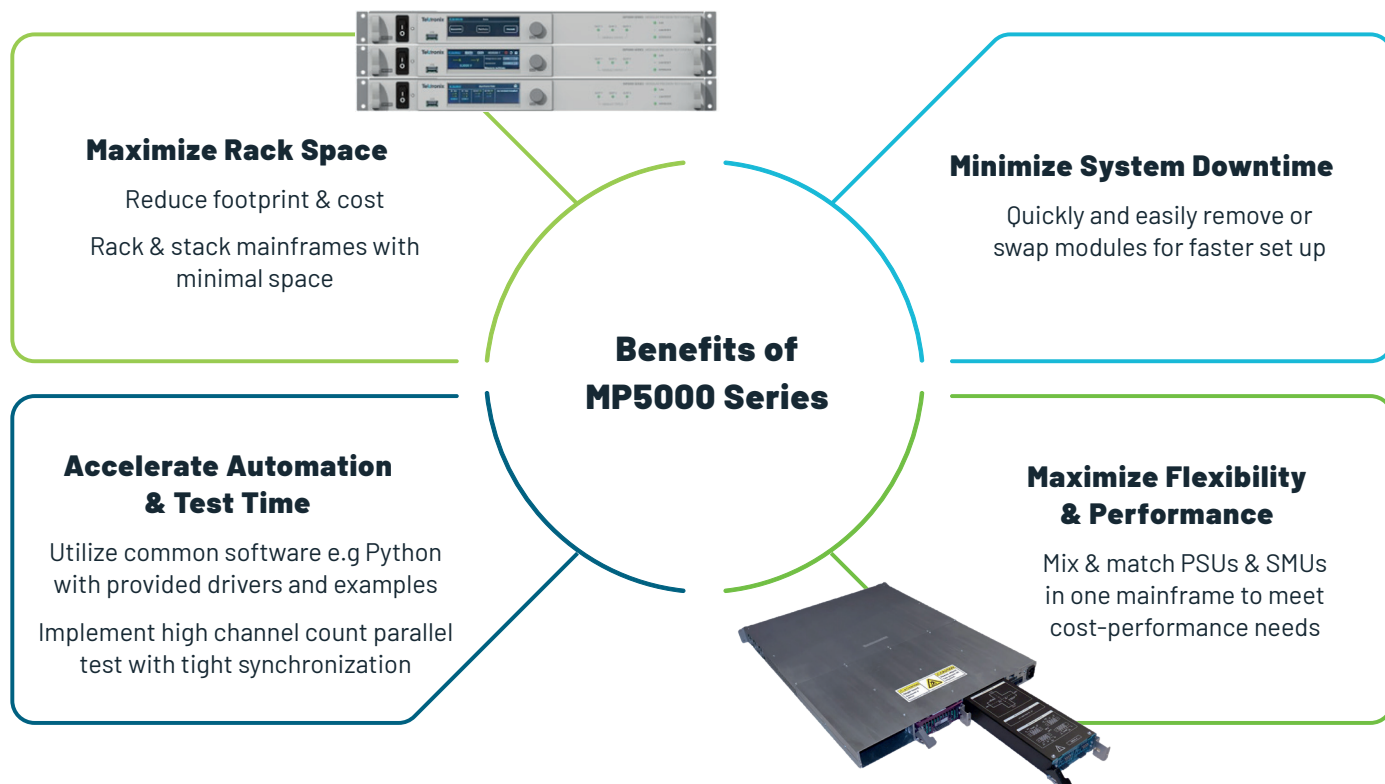 Tektronix
Tektronix
Tektronix
Maximize Rack Space
Reduce footprint & cost
Rack & stack mainframes with
minimal space
Minimize System Downtime
Quickly and easily remove or
swap modules for faster set up
Benefits of
MP5000 Series
Accelerate Automation
& Test Time
Utilize common software e.g Python
with provided drivers and examples
Implement high channel count parallel
test with tight synchronization
Maximize Flexibility
& Performance
Mix & match PSUs & SMUs
in one mainframe to meet
cost-performance needs